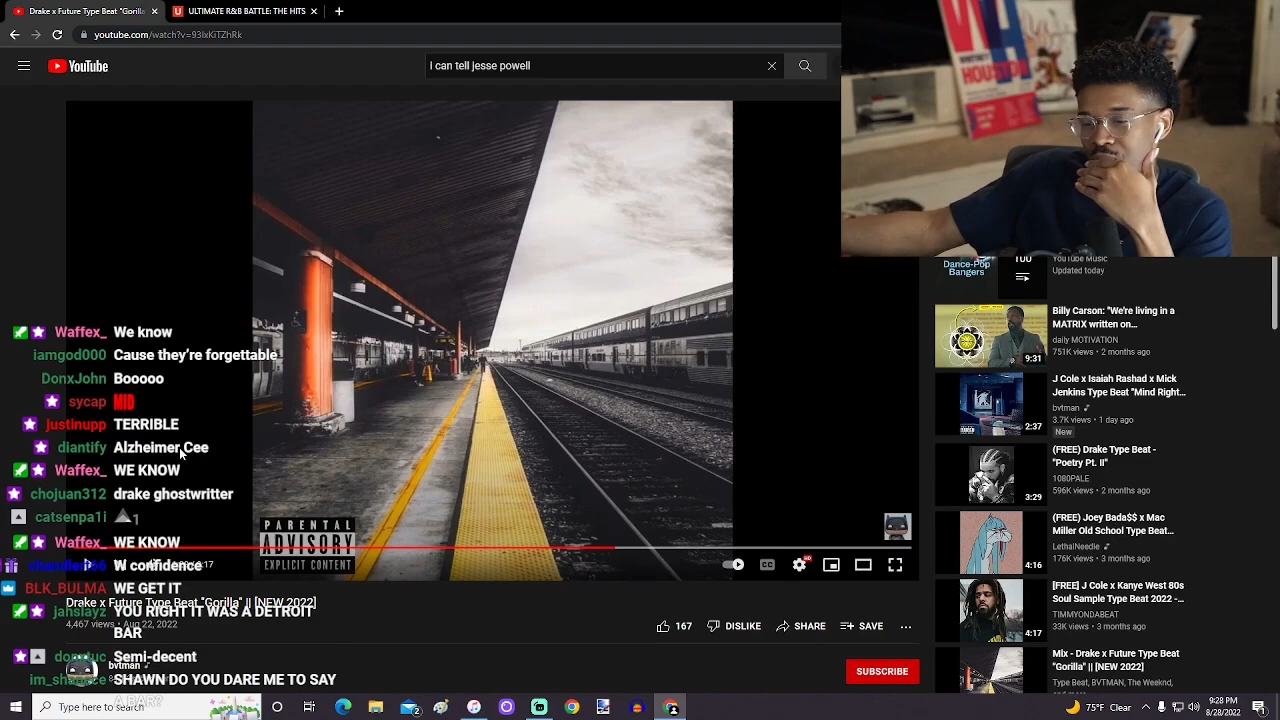 Drake x Future Type Beat "Gorilla"
ULTIMATE R&B BATTLE: THE HITS
youtube.com/watch?v=93lxKiTZhRk
YouTube
I can tell jesse powell
HOUSTON
Dance-Pop
Bangers
100
YouTube Music
Updated today
Billy Carson: "We're living in a
MATRIX written on...
daily MOTIVATION
751K views • 2 months ago
9:31
J Cole x Isaiah Rashad x Mick
Jenkins Type Beat "Mind Right...
bvtman
3.7K views • 1 day ago
New
2:37
(FREE) Drake Type Beat -
"Poetry Pt. II"
1080PALE
596K views • 2 months ago
3:29
(FREE) Joey Bada$$ x Mac
Miller Old School Type Beat...
LethalNeedle
176K views • 3 months ago
4:16
[FREE] J Cole x Kanye West 80s
Soul Sample Type Beat 2022 -...
TIMMYONDABEAT
33K views • 3 months ago
4:17
Mix - Drake x Future Type Beat
"Gorilla" || [NEW 2022]
Type Beat, BVTMAN, The Weeknd,
Waffex_ We know
iamgod000 Cause they're forgettable
DonxJohn Booooo
sycap MID
justinupp TERRIBLE
diantify Alzheimer Cee
Waffex_ WE KNOW
chojuan312 drake ghostwriter
catsenpa1i 1
Waffex_ WE KNOW
W confidence
BLK_BULMA WE GET IT
jahslayz YOU RIGHT IT WAS A DETROIT
BAR
Semi-decent
SHAWN DO YOU DARE ME TO SAY
A BAR?
PARENTAL
ADVISORY
EXPLICIT CONTENT
HD
Drake x Future Type Beat "Gorilla" || [NEW 2022]
4,467 views • Aug 22, 2022
167
DISLIKE
SHARE
SAVE
bvtman
SUBSCRIBE
Type here to search
2
75°F Clear
9:28 PM
8/28/2022